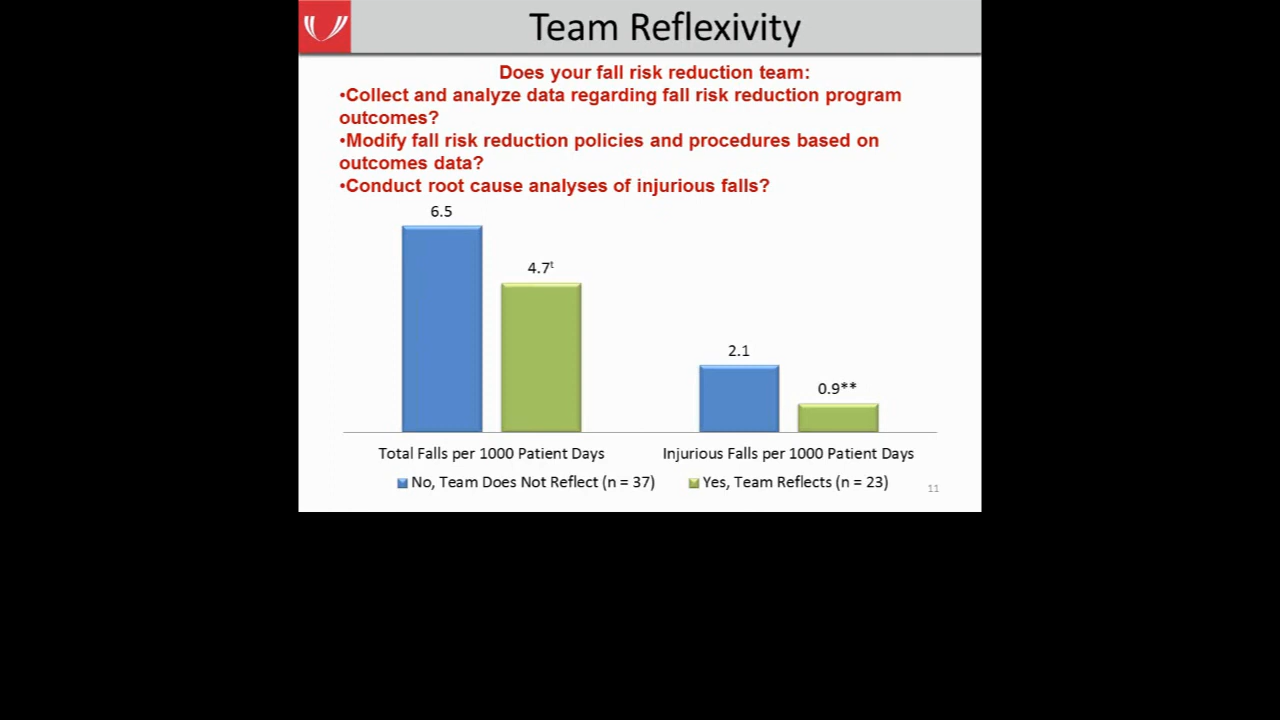 Team Reflexivity
Does your fall risk reduction team:
•Collect and analyze data regarding fall risk reduction program
outcomes?
•Modify fall risk reduction policies and procedures based on
outcomes data?
•Conduct root cause analyses of injurious falls?
6.5
4.7ᵗ
2.1
0.9**
Total Falls per 1000 Patient Days
Injurious Falls per 1000 Patient Days
No, Team Does Not Reflect (n = 37)
Yes, Team Reflects (n = 23)
11